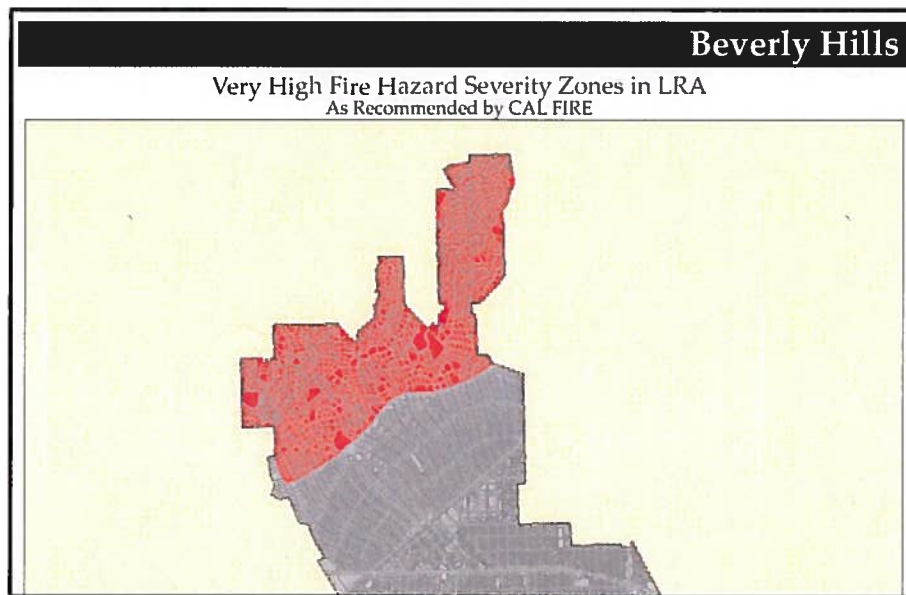 Beverly Hills
Very High Fire Hazard Severity Zones in LRA
As Recommended by CAL FIRE